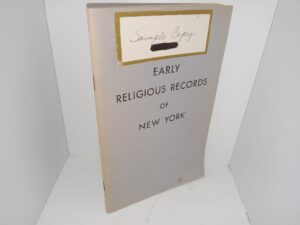 Sample Copy
EARLY
RELIGIOUS RECORDS
OF
NEW YORK